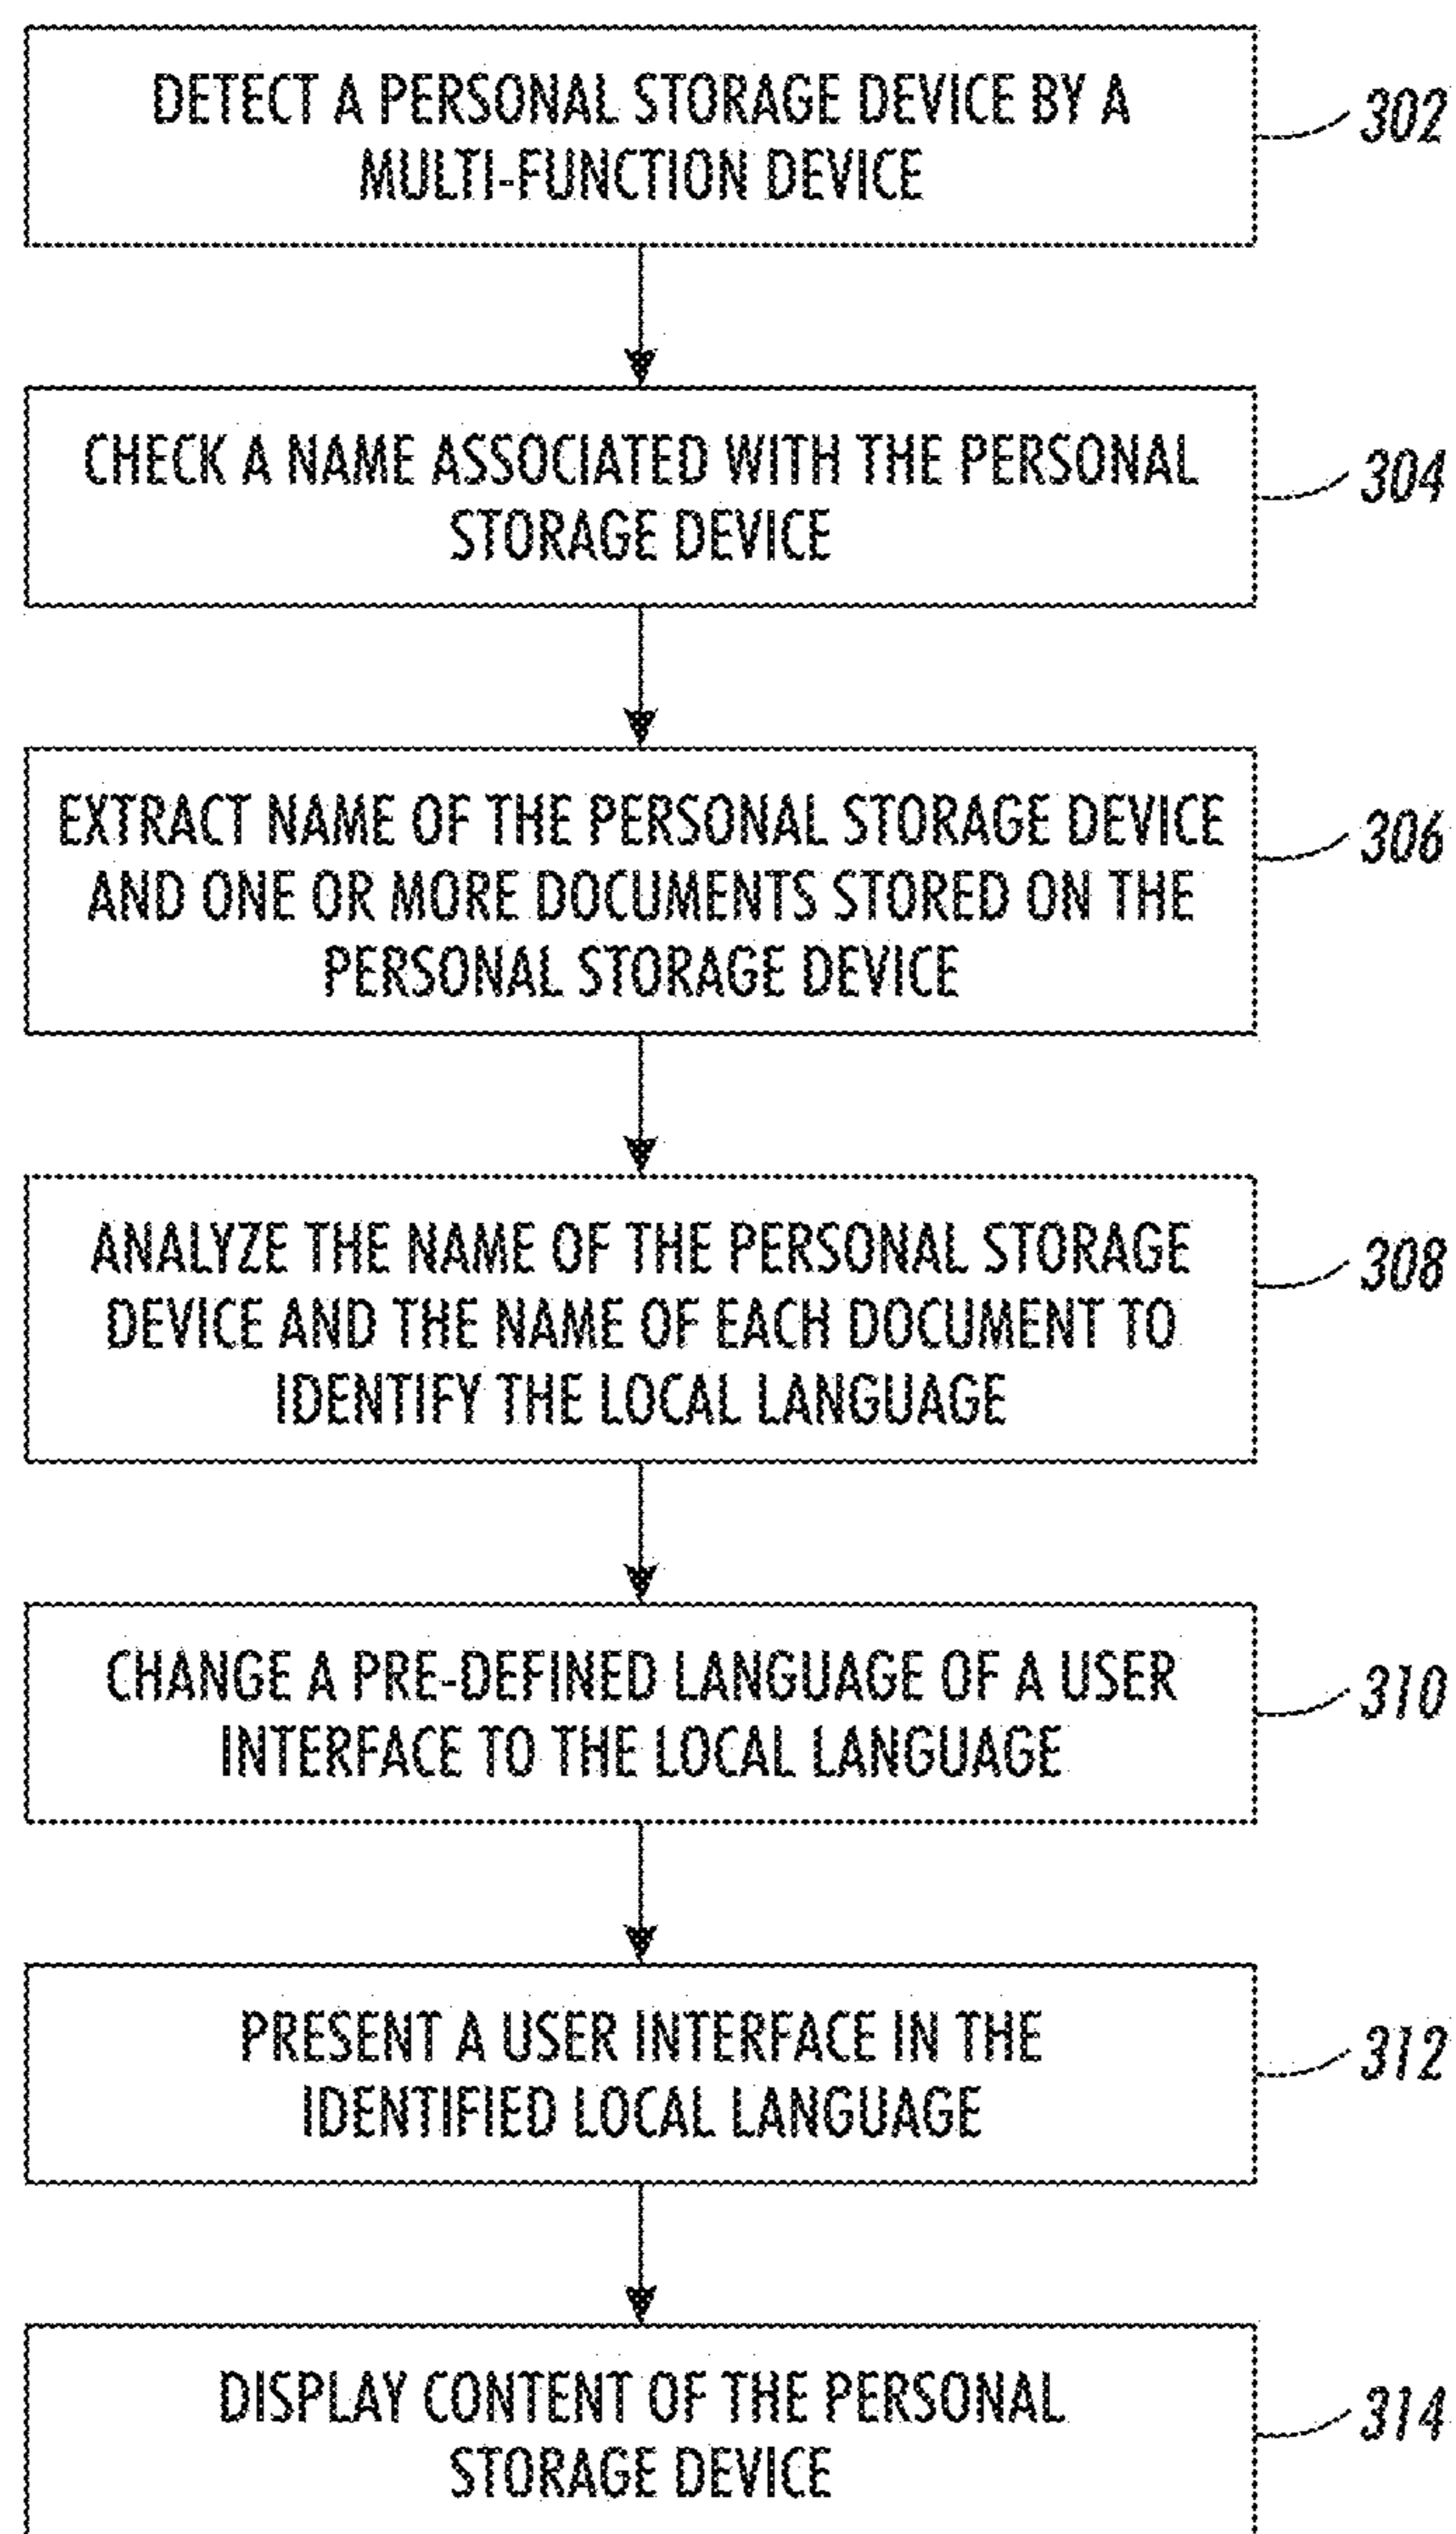 DETECT A PERSONAL STORAGE DEVICE BY A
MULTI-FUNCTION DEVICE
302
CHECK A NAME ASSOCIATED WITH THE PERSONAL
STORAGE DEVICE
304
EXTRACT NAME OF THE PERSONAL STORAGE DEVICE
AND ONE OR MORE DOCUMENTS STORED ON THE
PERSONAL STORAGE DEVICE
306
ANALYZE THE NAME OF THE PERSONAL STORAGE
DEVICE AND THE NAME OF EACH DOCUMENT TO
IDENTIFY THE LOCAL LANGUAGE
308
CHANGE A PRE-DEFINED LANGUAGE OF A USER
INTERFACE TO THE LOCAL LANGUAGE
310
PRESENT A USER INTERFACE IN THE
IDENTIFIED LOCAL LANGUAGE
312
DISPLAY CONTENT OF THE PERSONAL
STORAGE DEVICE
314